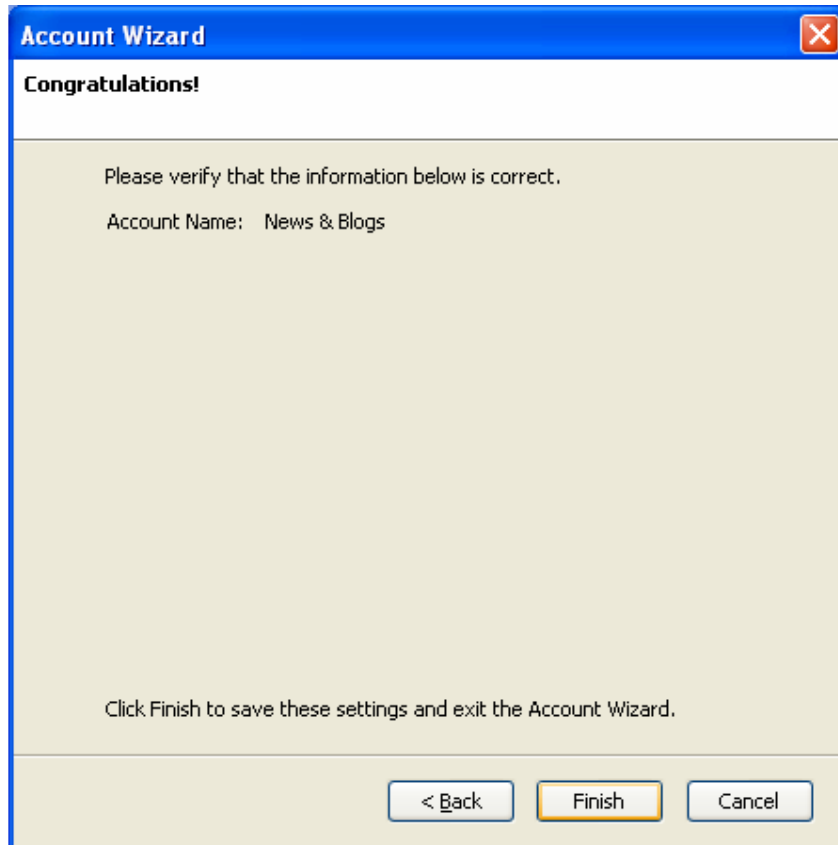 Account Wizard
Congratulations!
Please verify that the information below is correct.
Account Name: News & Blogs
Click Finish to save these settings and exit the Account Wizard.
< Back Finish Cancel